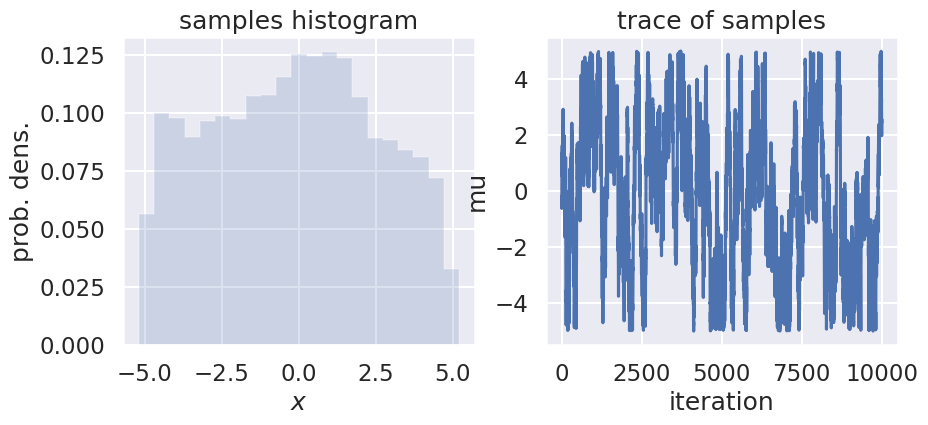 samples histogram
prob. dens.
0.125
0.100
0.075
0.050
0.025
0.000
−5.0 −2.5 0.0 2.5 5.0
x
trace of samples
mu
4
2
0
−2
−4
0 2500 5000 7500 10000
iteration